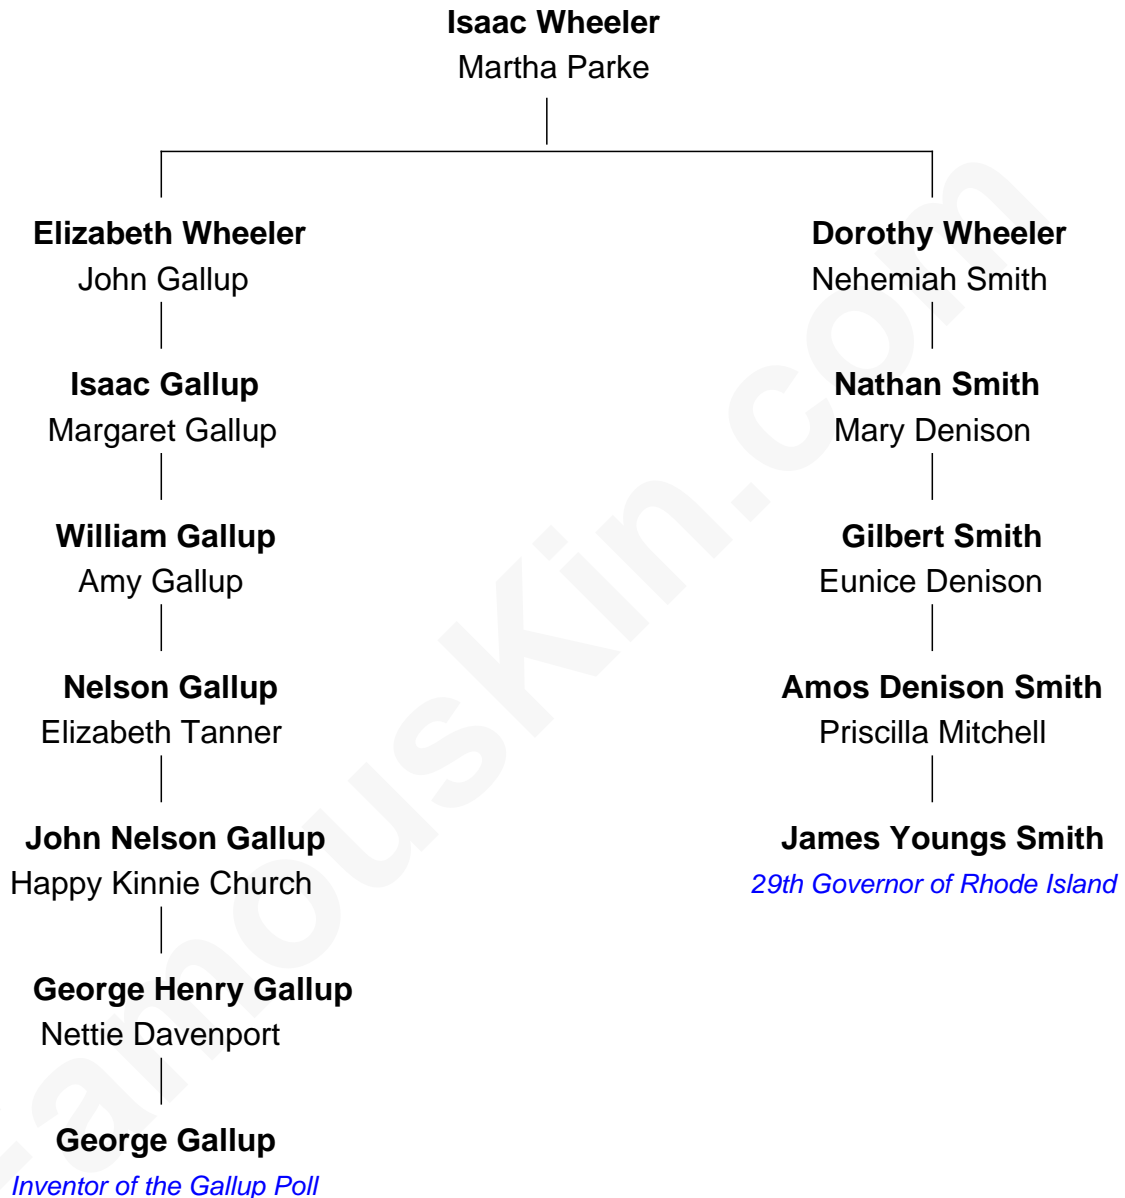 Isaac Wheeler
Martha Parke
Elizabeth Wheeler
John Gallup
Dorothy Wheeler
Nehemiah Smith
Isaac Gallup
Margaret Gallup
Nathan Smith
Mary Denison
William Gallup
Amy Gallup
Gilbert Smith
Eunice Denison
Nelson Gallup
Elizabeth Tanner
Amos Denison Smith
Priscilla Mitchell
John Nelson Gallup
Happy Kinnie Church
James Youngs Smith
29th Governor of Rhode Island
George Henry Gallup
Nettie Davenport
George Gallup
Inventor of the Gallup Poll
FamousKin.com